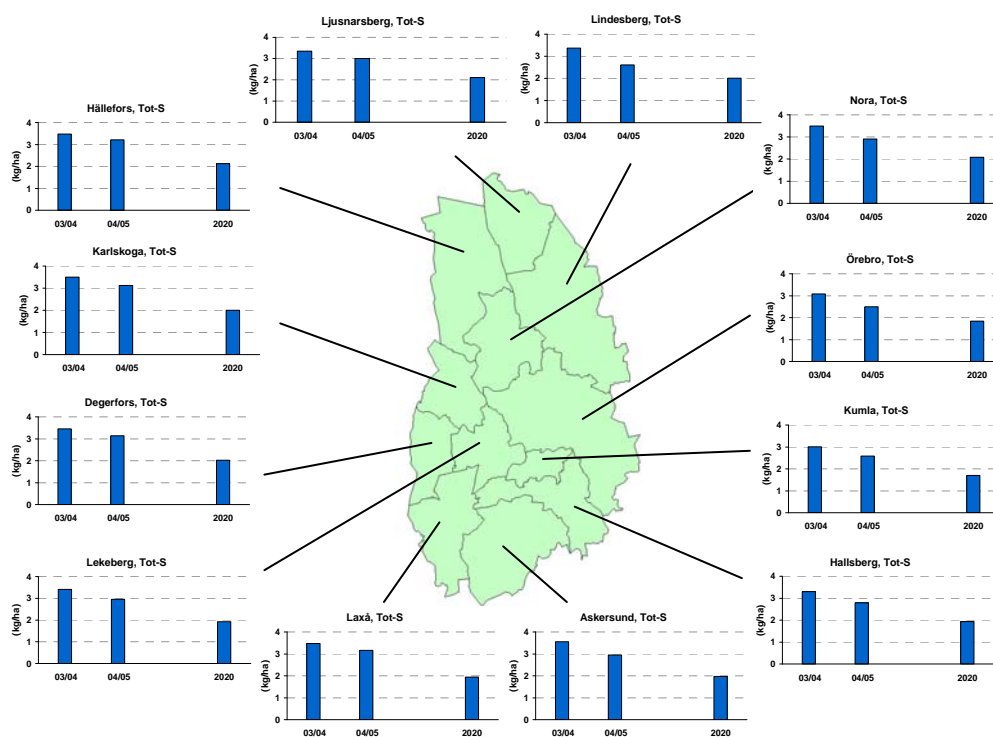 Ljusnarsberg, Tot-S
4
3
2
1
0
(kg/ha)
03/04 04/05 2020
Lindesberg, Tot-S
4
3
2
1
0
(kg/ha)
03/04 04/05 2020
Hällefors, Tot-S
4
3
2
1
0
(kg/ha)
03/04 04/05 2020
Nora, Tot-S
4
3
2
1
0
(kg/ha)
03/04 04/05 2020
Karlskoga, Tot-S
4
3
2
1
0
(kg/ha)
03/04 04/05 2020
Örebro, Tot-S
4
3
2
1
0
(kg/ha)
03/04 04/05 2020
Degerfors, Tot-S
4
3
2
1
0
(kg/ha)
03/04 04/05 2020
Kumla, Tot-S
4
3
2
1
0
(kg/ha)
03/04 04/05 2020
Lekeberg, Tot-S
4
3
2
1
0
(kg/ha)
03/04 04/05 2020
Hallsberg, Tot-S
4
3
2
1
0
(kg/ha)
03/04 04/05 2020
Laxå, Tot-S
4
3
2
1
0
(kg/ha)
03/04 04/05 2020
Askersund, Tot-S
4
3
2
1
0
(kg/ha)
03/04 04/05 2020